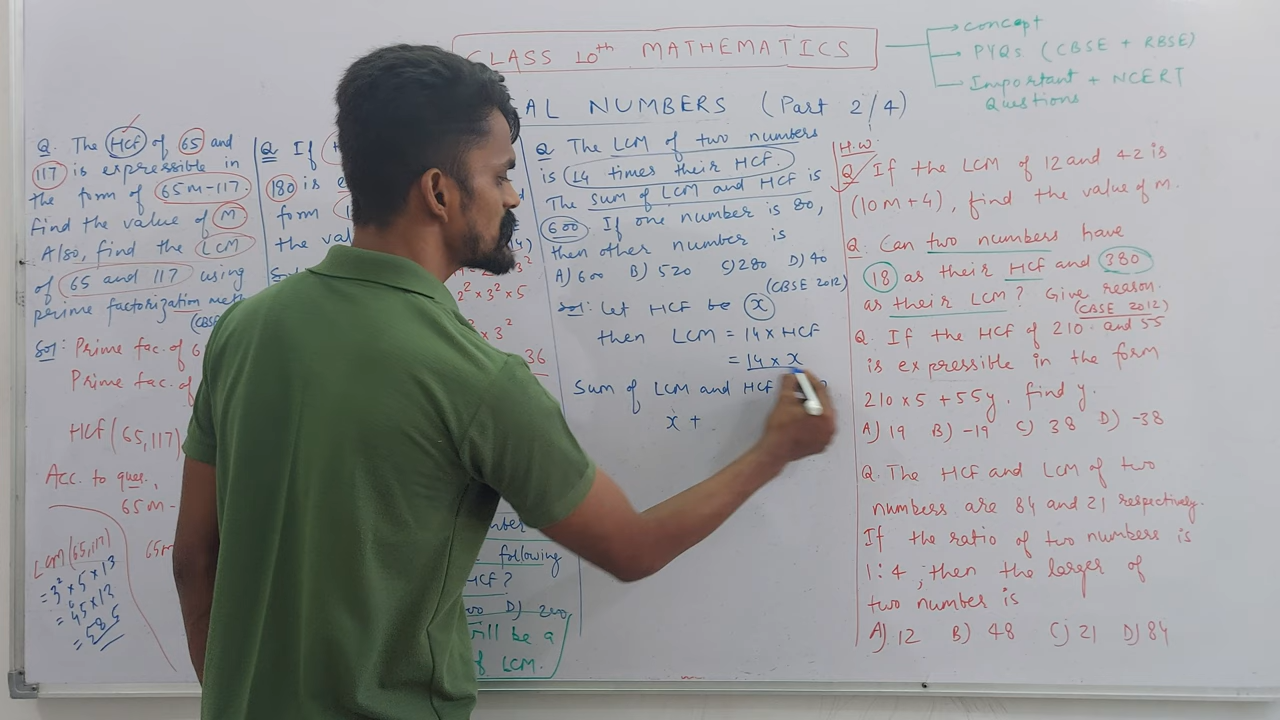 CLASS 10th MATHEMATICS
concept
PYQs (CBSE + RBSE)
Important + NCERT
Questions
NUMBERS (Part 2/4)
Q. The HCF of 65 and
117 is expressible in
the form of 65m-117.
find the value of M
Also, find the LCM
of 65 and 117 using
prime factorization
Sol: Prime fac. of
Prime fac. of
HCF (65,117)
Acc. to ques.,
65m-
LCM (65,117)
= 3² × 5 × 13
= 45 × 13
= 585
Q If
180 is
form
the
2² × 3² × 5
× 3²
36
following
HCF?
D)
will be a
of LCM.
Q The LCM of two numbers
is 14 times their HCF.
The sum of LCM and HCF is
600. If one number is 80,
then other number is
A) 600 B) 520 C) 280 D) 40
(CBSE 2012)
Sol: Let HCF be x
then LCM = 14 × HCF
= 14 × x
Sum of LCM and HCF
x +
H.W.
Q If the LCM of 12 and 42 is
(10m+4), find the value of m.
Q. Can two numbers have
18 as their HCF and 380
as their LCM? Give reason.
(CBSE 2012)
Q. If the HCF of 210 and 55
is expressible in the form
210×5 + 55y, find y.
A) 19 B) -19 C) 38 D) -38
Q. The HCF and LCM of two
numbers are 84 and 21 respectively.
If the ratio of two numbers is
1:4, then the larger of
two number is
A) 12 B) 48 C) 21 D) 84